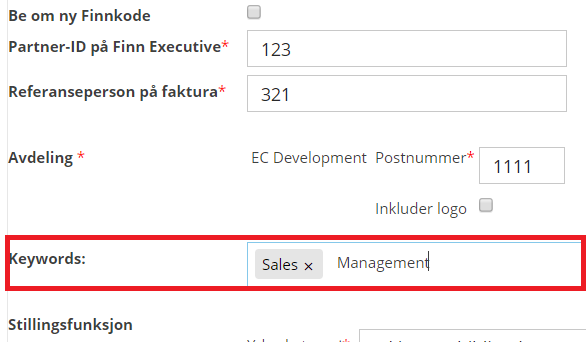 Be om ny Finnkode
Partner-ID på Finn Executive* 123
Referanseperson på faktura* 321
Avdeling * EC Development Postnummer* 1111
Inkluder logo
Keywords: Sales × Management
Stillingsfunksjon